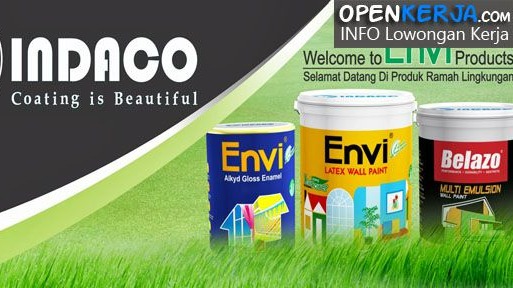 OPENKERJA.com
INFO Lowongan Kerja
INDACO
Coating is Beautiful
Welcome to ENVI Products
Selamat Datang Di Produk Ramah Lingkungan
Envi
Alkyd Gloss Enamel
INDACO
Envi
LATEX WALL PAINT
Belazo
MULTI EMULSION
WALL PAINT